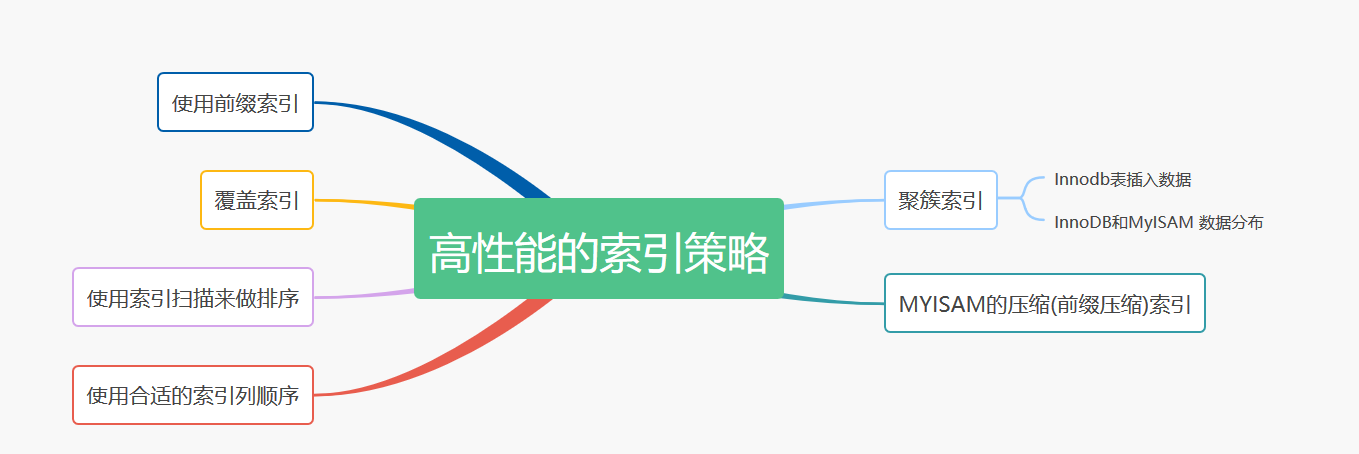 高性能的索引策略
使用前缀索引
覆盖索引
使用索引扫描来做排序
使用合适的索引列顺序
聚簇索引
Innodb表插入数据
InnoDB和MyISAM 数据分布
MYISAM的压缩(前缀压缩)索引